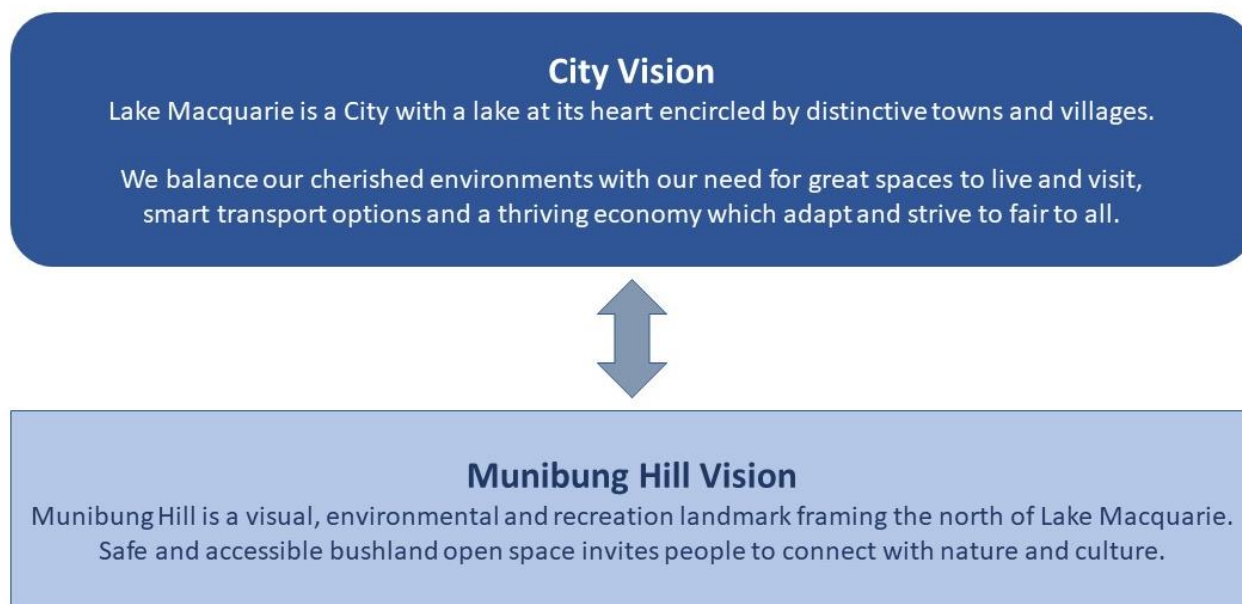 City Vision
Lake Macquarie is a City with a lake at its heart encircled by distinctive towns and villages.
We balance our cherished environments with our need for great spaces to live and visit,
smart transport options and a thriving economy which adapt and strive to fair to all.
Munibung Hill Vision
Munibung Hill is a visual, environmental and recreation landmark framing the north of Lake Macquarie.
Safe and accessible bushland open space invites people to connect with nature and culture.